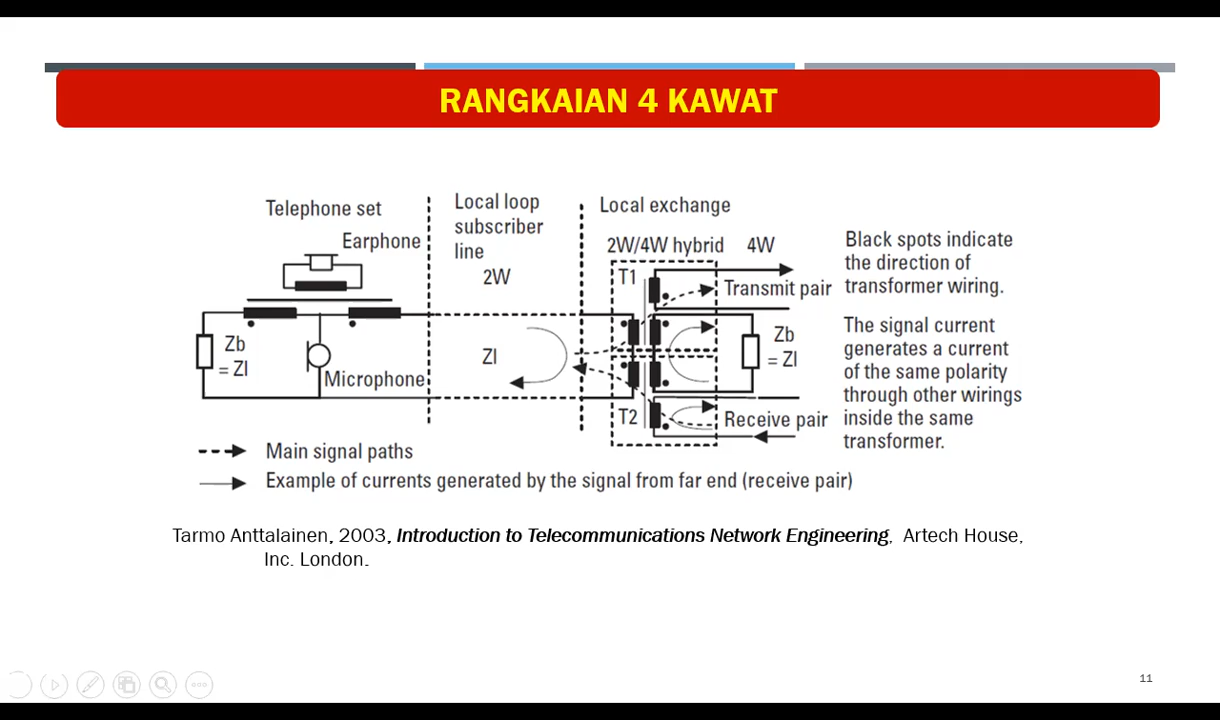 RANGKAIAN 4 KAWAT
Telephone set
Earphone
Zb
= Zl
Microphone
Local loop
subscriber
line
2W
Zl
Local exchange
2W/4W hybrid 4W
T1
Transmit pair
Zb
= Zl
T2
Receive pair
Black spots indicate
the direction of
transformer wiring.
The signal current
generates a current
of the same polarity
through other wirings
inside the same
transformer.
Main signal paths
Example of currents generated by the signal from far end (receive pair)
Tarmo Anttalainen, 2003, Introduction to Telecommunications Network Engineering, Artech House,
Inc. London.
11